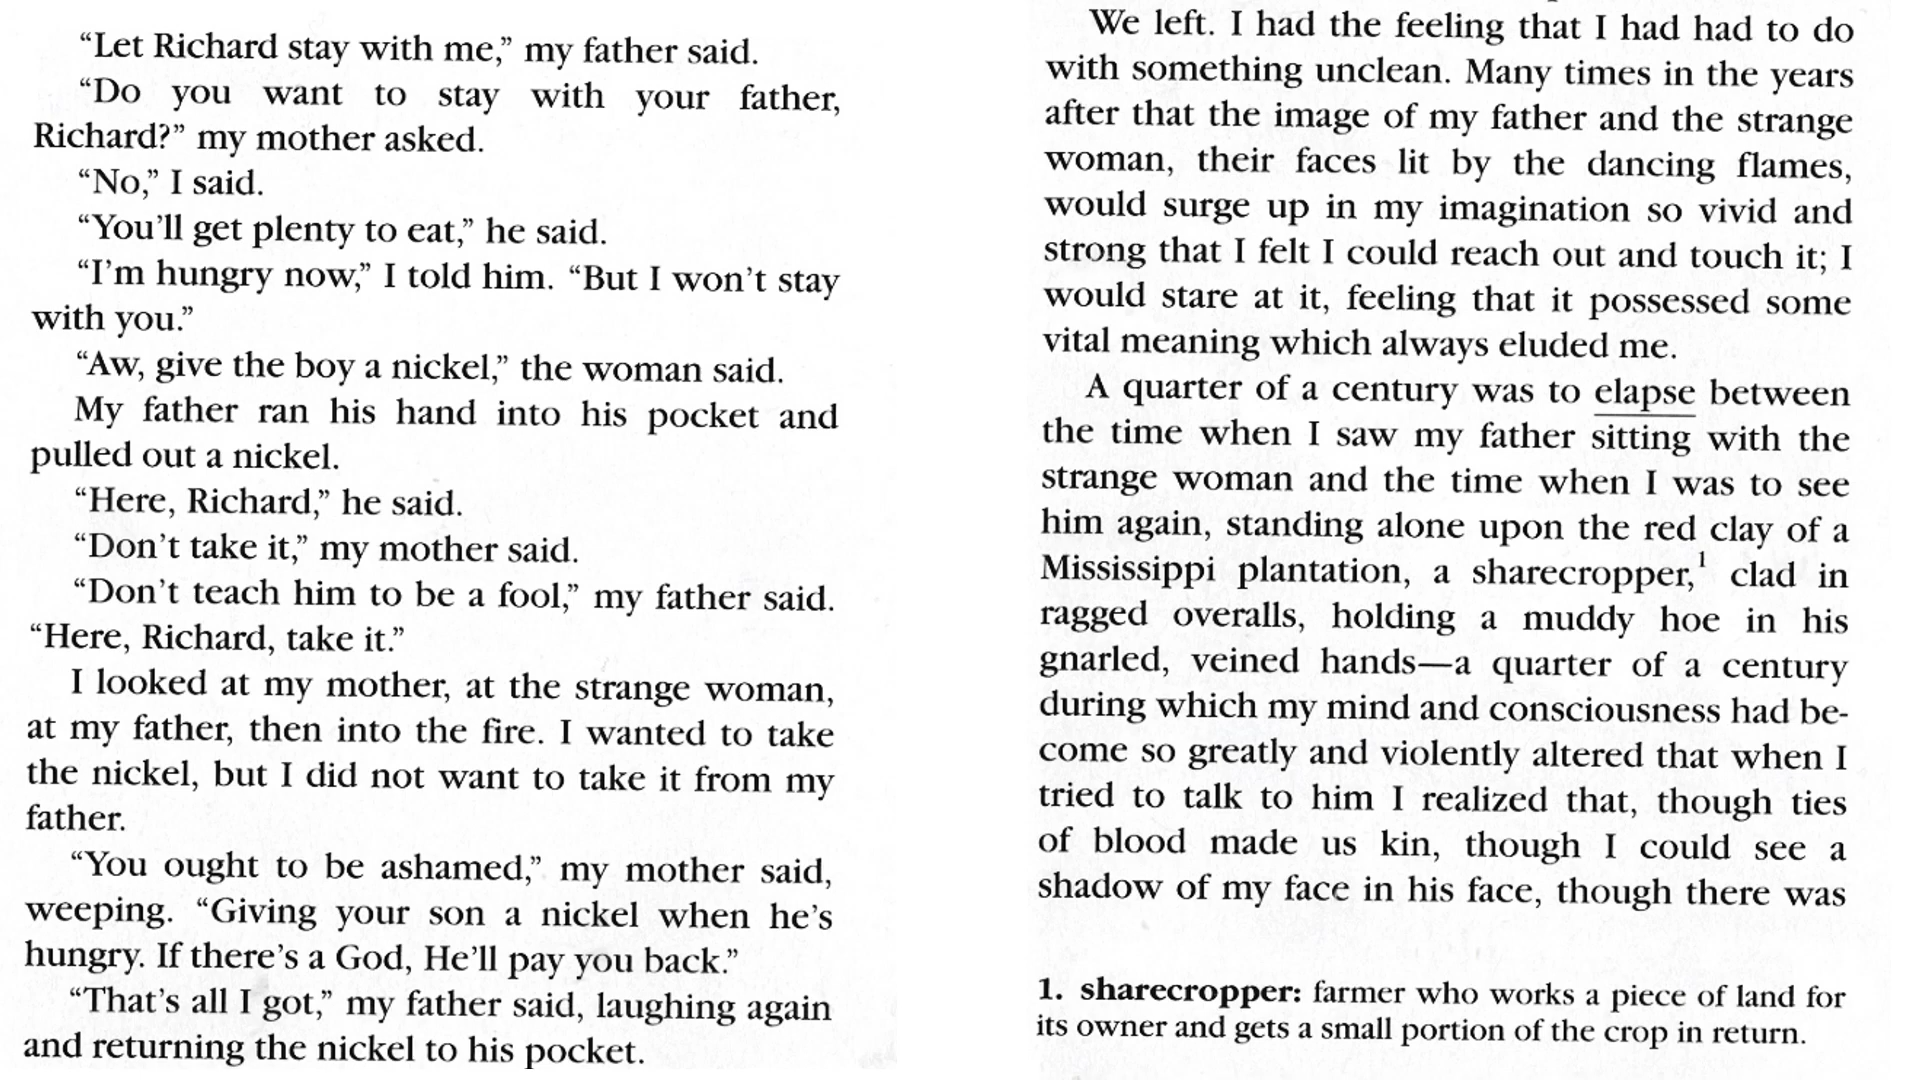 “Let Richard stay with me,” my father said.
“Do you want to stay with your father,
Richard?” my mother asked.
“No,” I said.
“You’ll get plenty to eat,” he said.
“I’m hungry now,” I told him. “But I won’t stay
with you.”
“Aw, give the boy a nickel,” the woman said.
My father ran his hand into his pocket and
pulled out a nickel.
“Here, Richard,” he said.
“Don’t take it,” my mother said.
“Don’t teach him to be a fool,” my father said.
“Here, Richard, take it.”
I looked at my mother, at the strange woman,
at my father, then into the fire. I wanted to take
the nickel, but I did not want to take it from my
father.
“You ought to be ashamed,” my mother said,
weeping. “Giving your son a nickel when he’s
hungry. If there’s a God, He’ll pay you back.”
“That’s all I got,” my father said, laughing again
and returning the nickel to his pocket.
We left. I had the feeling that I had had to do
with something unclean. Many times in the years
after that the image of my father and the strange
woman, their faces lit by the dancing flames,
would surge up in my imagination so vivid and
strong that I felt I could reach out and touch it; I
would stare at it, feeling that it possessed some
vital meaning which always eluded me.
A quarter of a century was to elapse between
the time when I saw my father sitting with the
strange woman and the time when I was to see
him again, standing alone upon the red clay of a
Mississippi plantation, a sharecropper,¹ clad in
ragged overalls, holding a muddy hoe in his
gnarled, veined hands—a quarter of a century
during which my mind and consciousness had be-
come so greatly and violently altered that when I
tried to talk to him I realized that, though ties
of blood made us kin, though I could see a
shadow of my face in his face, though there was
1. sharecropper: farmer who works a piece of land for
its owner and gets a small portion of the crop in return.